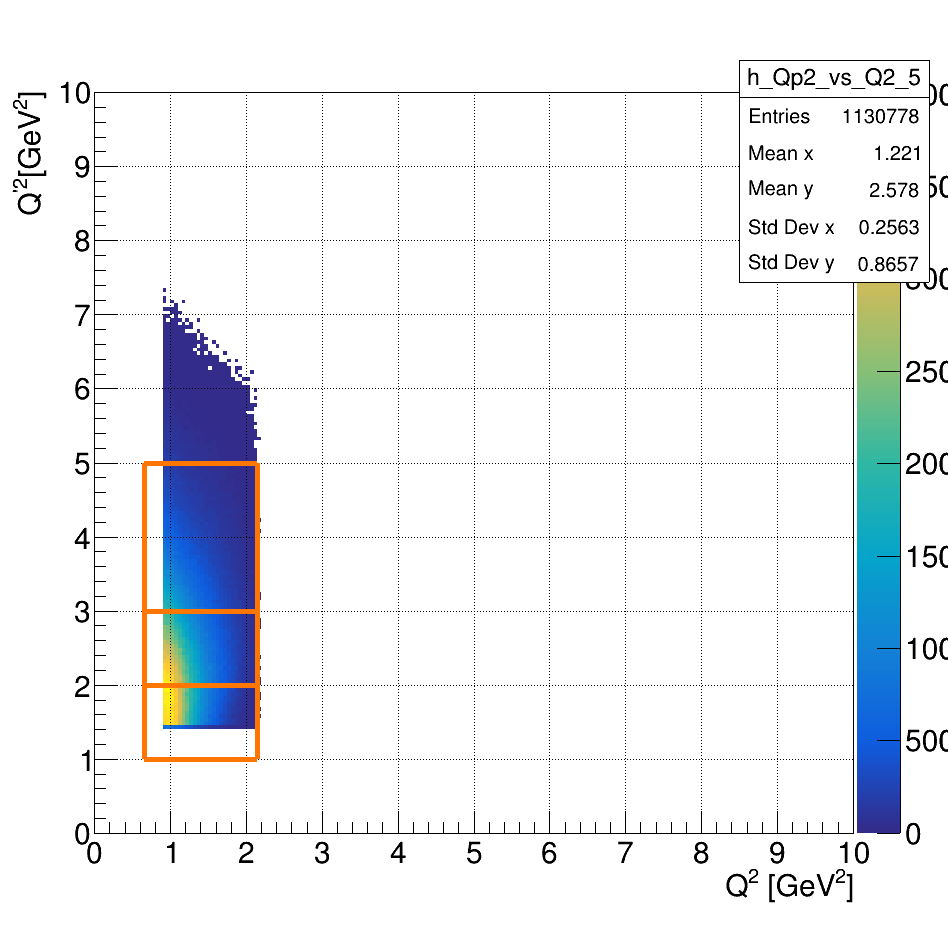 h_Qp2_vs_Q2_5
Entries 1130778
Mean x 1.221
Mean y 2.578
Std Dev x 0.2563
Std Dev y 0.8657
Q'2[GeV2]
10
9
8
7
6
5
4
3
2
1
0
0 1 2 3 4 5 6 7 8 9 10
Q2 [GeV2]
250
200
150
100
500
0